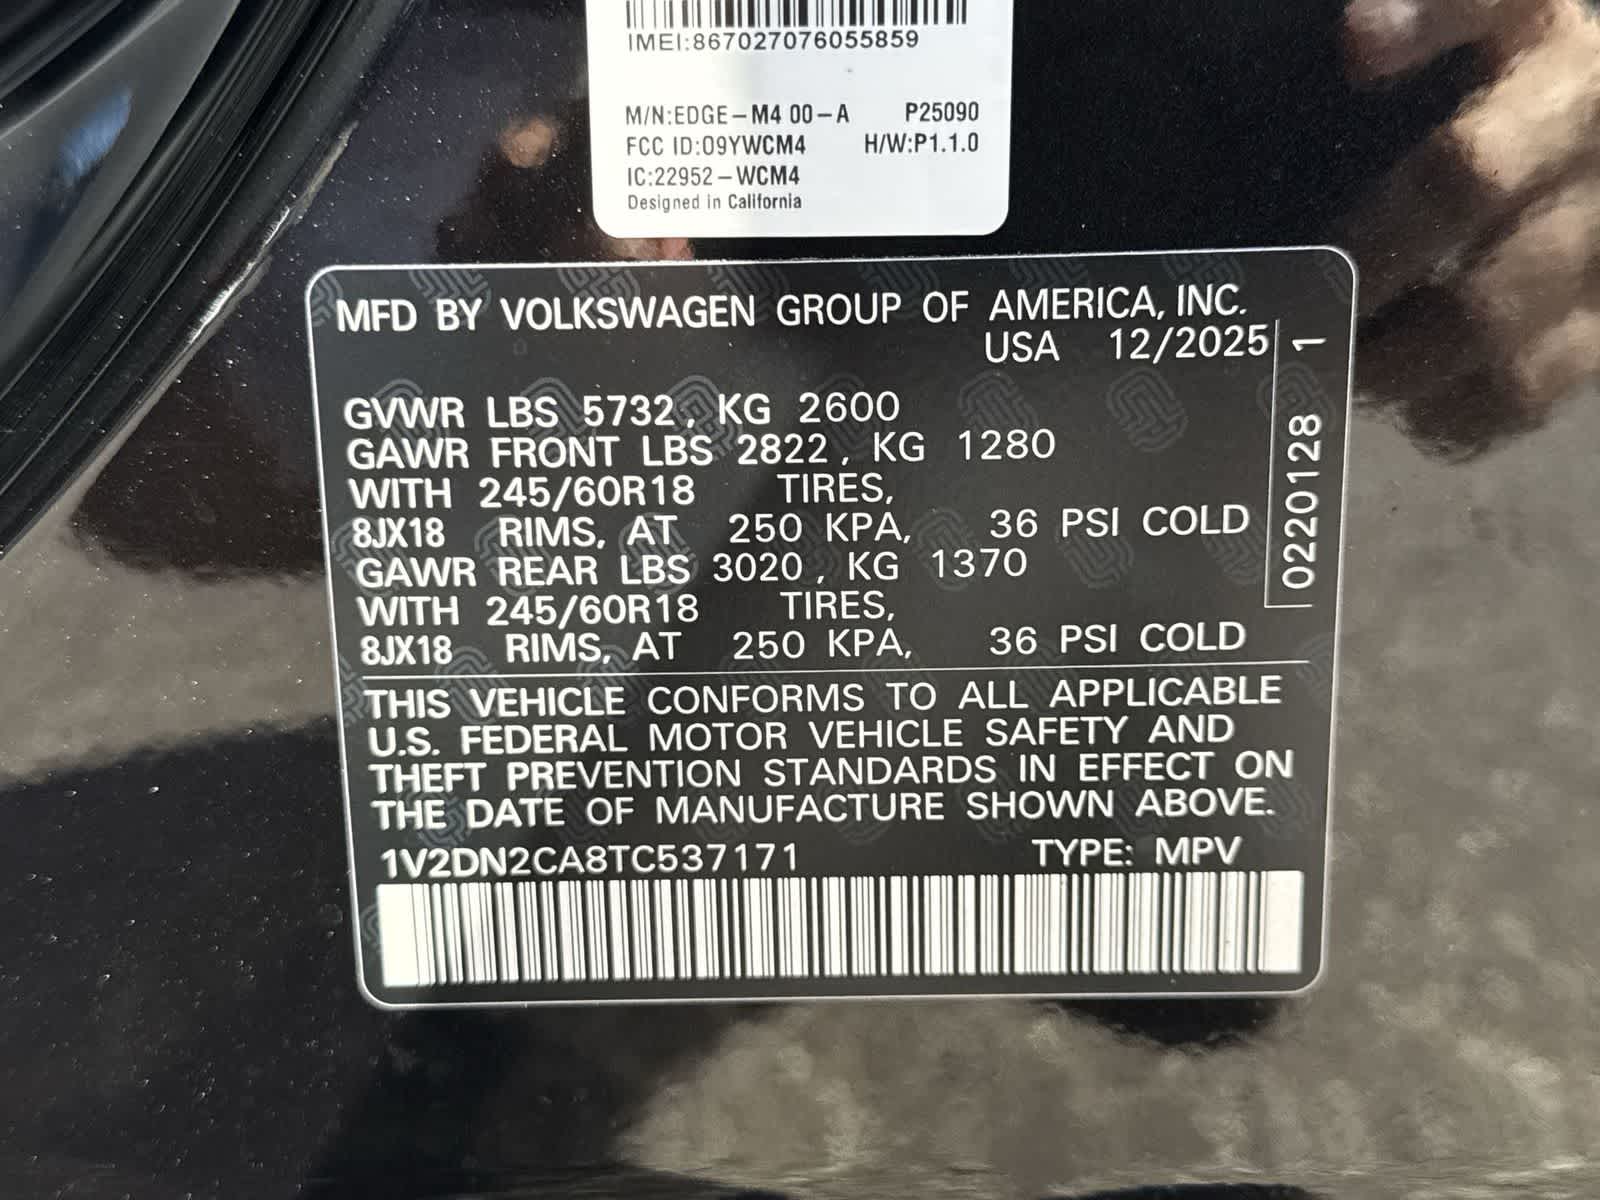 IMEI:867027076055859
M/N:EDGE-M4 00-A P25090
FCC ID:O9YWCM4 H/W:P1.1.0
IC:22952-WCM4
Designed in California
MFD BY VOLKSWAGEN GROUP OF AMERICA, INC.
USA 12/2025
GVWR LBS 5732, KG 2600
GAWR FRONT LBS 2822, KG 1280
WITH 245/60R18 TIRES,
8JX18 RIMS, AT 250 KPA, 36 PSI COLD
GAWR REAR LBS 3020, KG 1370
WITH 245/60R18 TIRES,
8JX18 RIMS, AT 250 KPA, 36 PSI COLD
0220128 1
THIS VEHICLE CONFORMS TO ALL APPLICABLE
U.S. FEDERAL MOTOR VEHICLE SAFETY AND
THEFT PREVENTION STANDARDS IN EFFECT ON
THE DATE OF MANUFACTURE SHOWN ABOVE.
1V2DN2CA8TC537171 TYPE: MPV